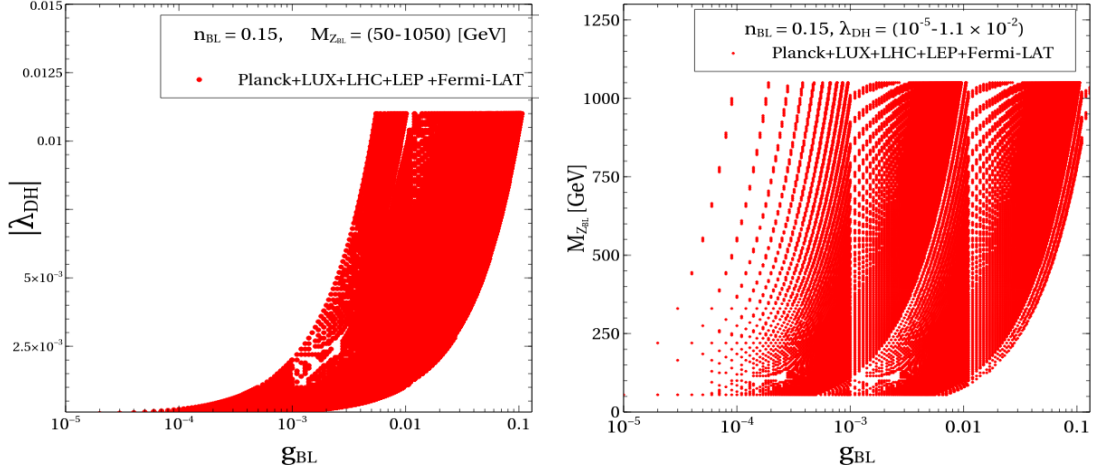 0.015
0.0125
0.01
5×10⁻³
2.5×10⁻³
0
|λ_DH|
n_BL = 0.15, M_Z_BL = (50-1050) [GeV]
Planck+LUX+LHC+LEP +Fermi-LAT
10⁻⁵ 10⁻⁴ 10⁻³ 0.01 0.1
g_BL
1250
1000
750
500
250
0
M_Z_BL [GeV]
n_BL = 0.15, λ_DH = (10⁻⁵-1.1 × 10⁻²)
Planck+LUX+LHC+LEP+Fermi-LAT
10⁻⁵ 10⁻⁴ 10⁻³ 0.01 0.1
g_BL